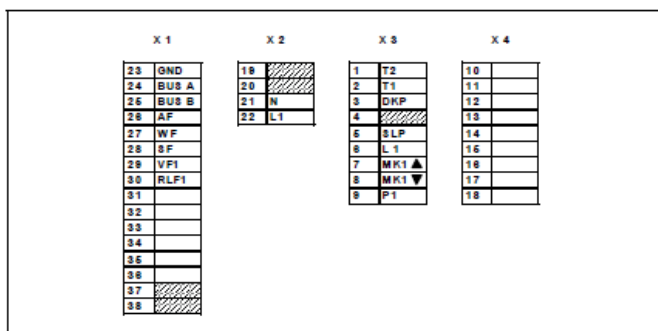 X 1
X 2
X 3
X 4
23 GND
24 BUS A
25 BUS B
26 AF
27 WF
28 SF
29 VF1
30 RLF1
31
32
33
34
35
36
37
38
19
20
21 N
22 L1
1 T2
2 T1
3 DKP
4
5 SLP
6 L 1
7 MK1 ▲
8 MK1 ▼
9 P1
10
11
12
13
14
15
16
17
18